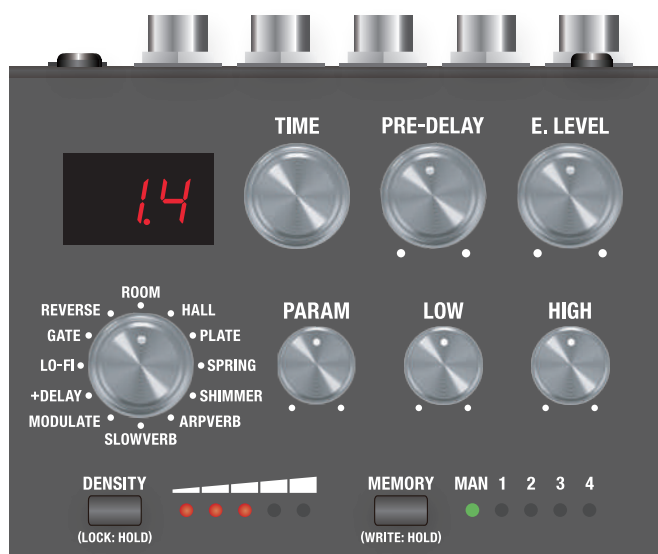 TIME PRE-DELAY E. LEVEL
1.4
ROOM
REVERSE HALL
GATE PLATE
LO-FI SPRING
+DELAY SHIMMER
MODULATE ARPVERB
SLOWVERB
PARAM LOW HIGH
DENSITY MEMORY MAN 1 2 3 4
(LOCK: HOLD) (WRITE: HOLD)